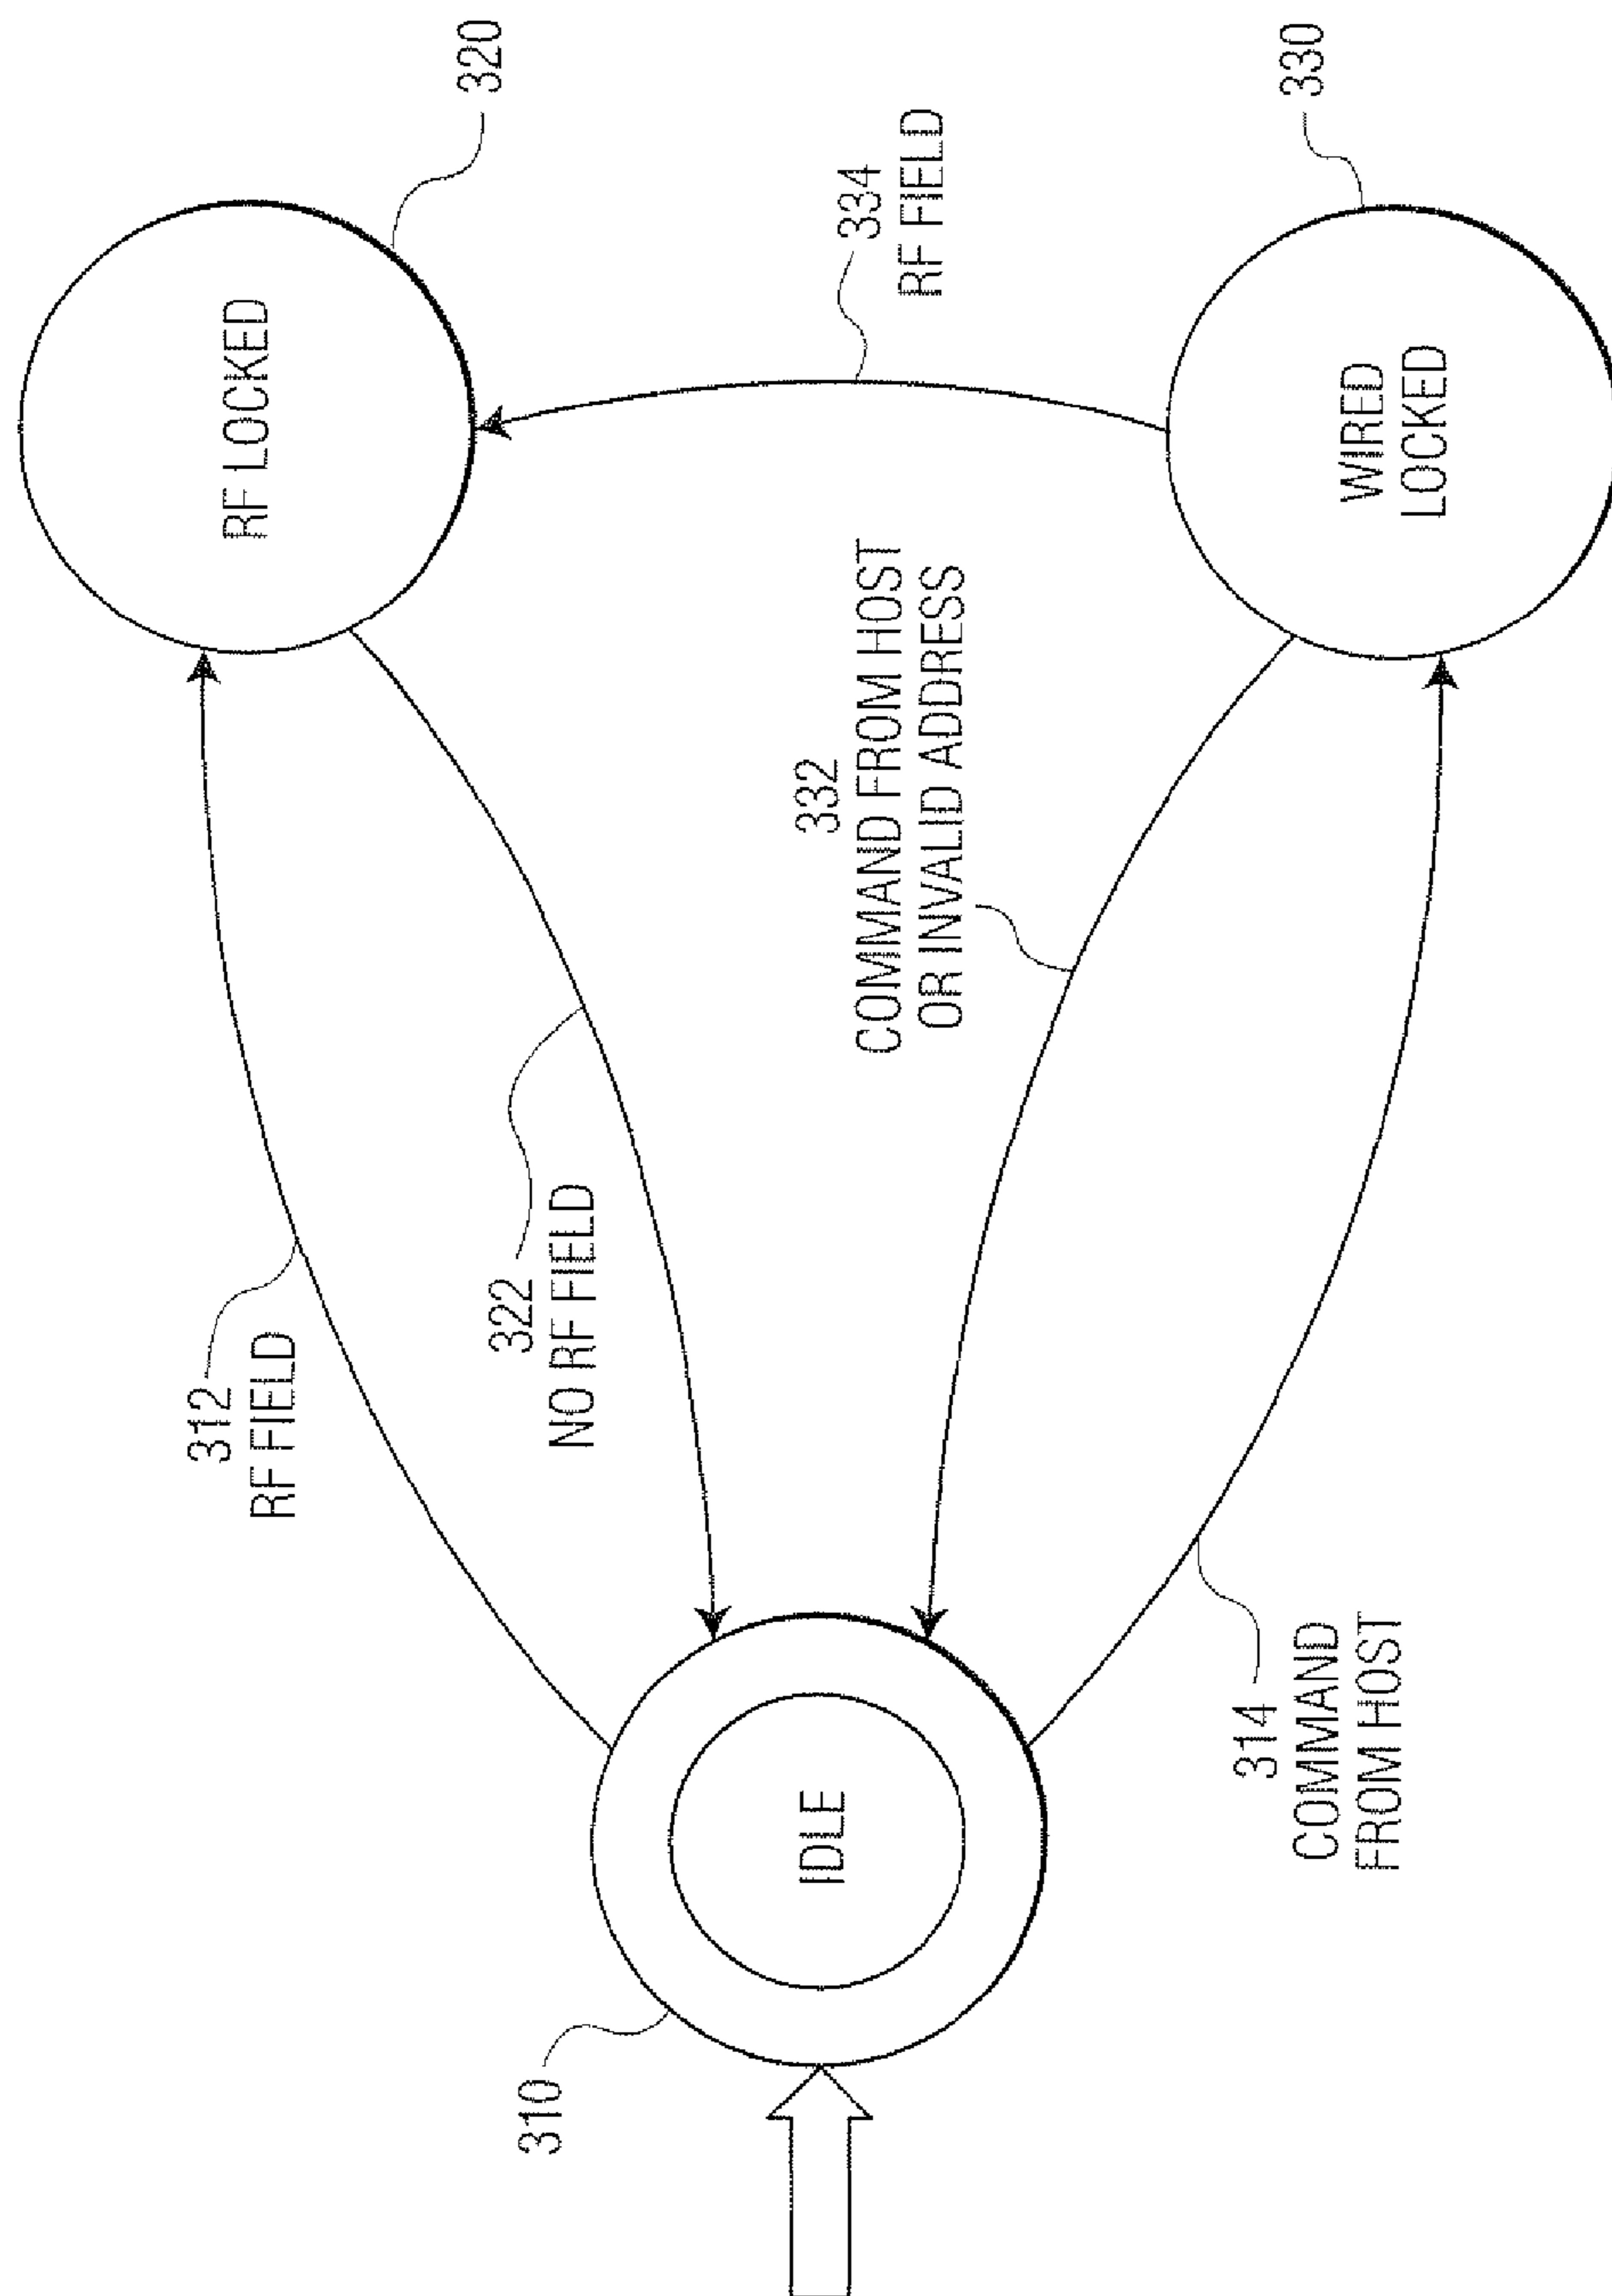 312
RF FIELD
322
NO RF FIELD
RF LOCKED
320
310
IDLE
332
COMMAND FROM HOST
OR INVALID ADDRESS
334
RF FIELD
314
COMMAND
FROM HOST
WIRED
LOCKED
330